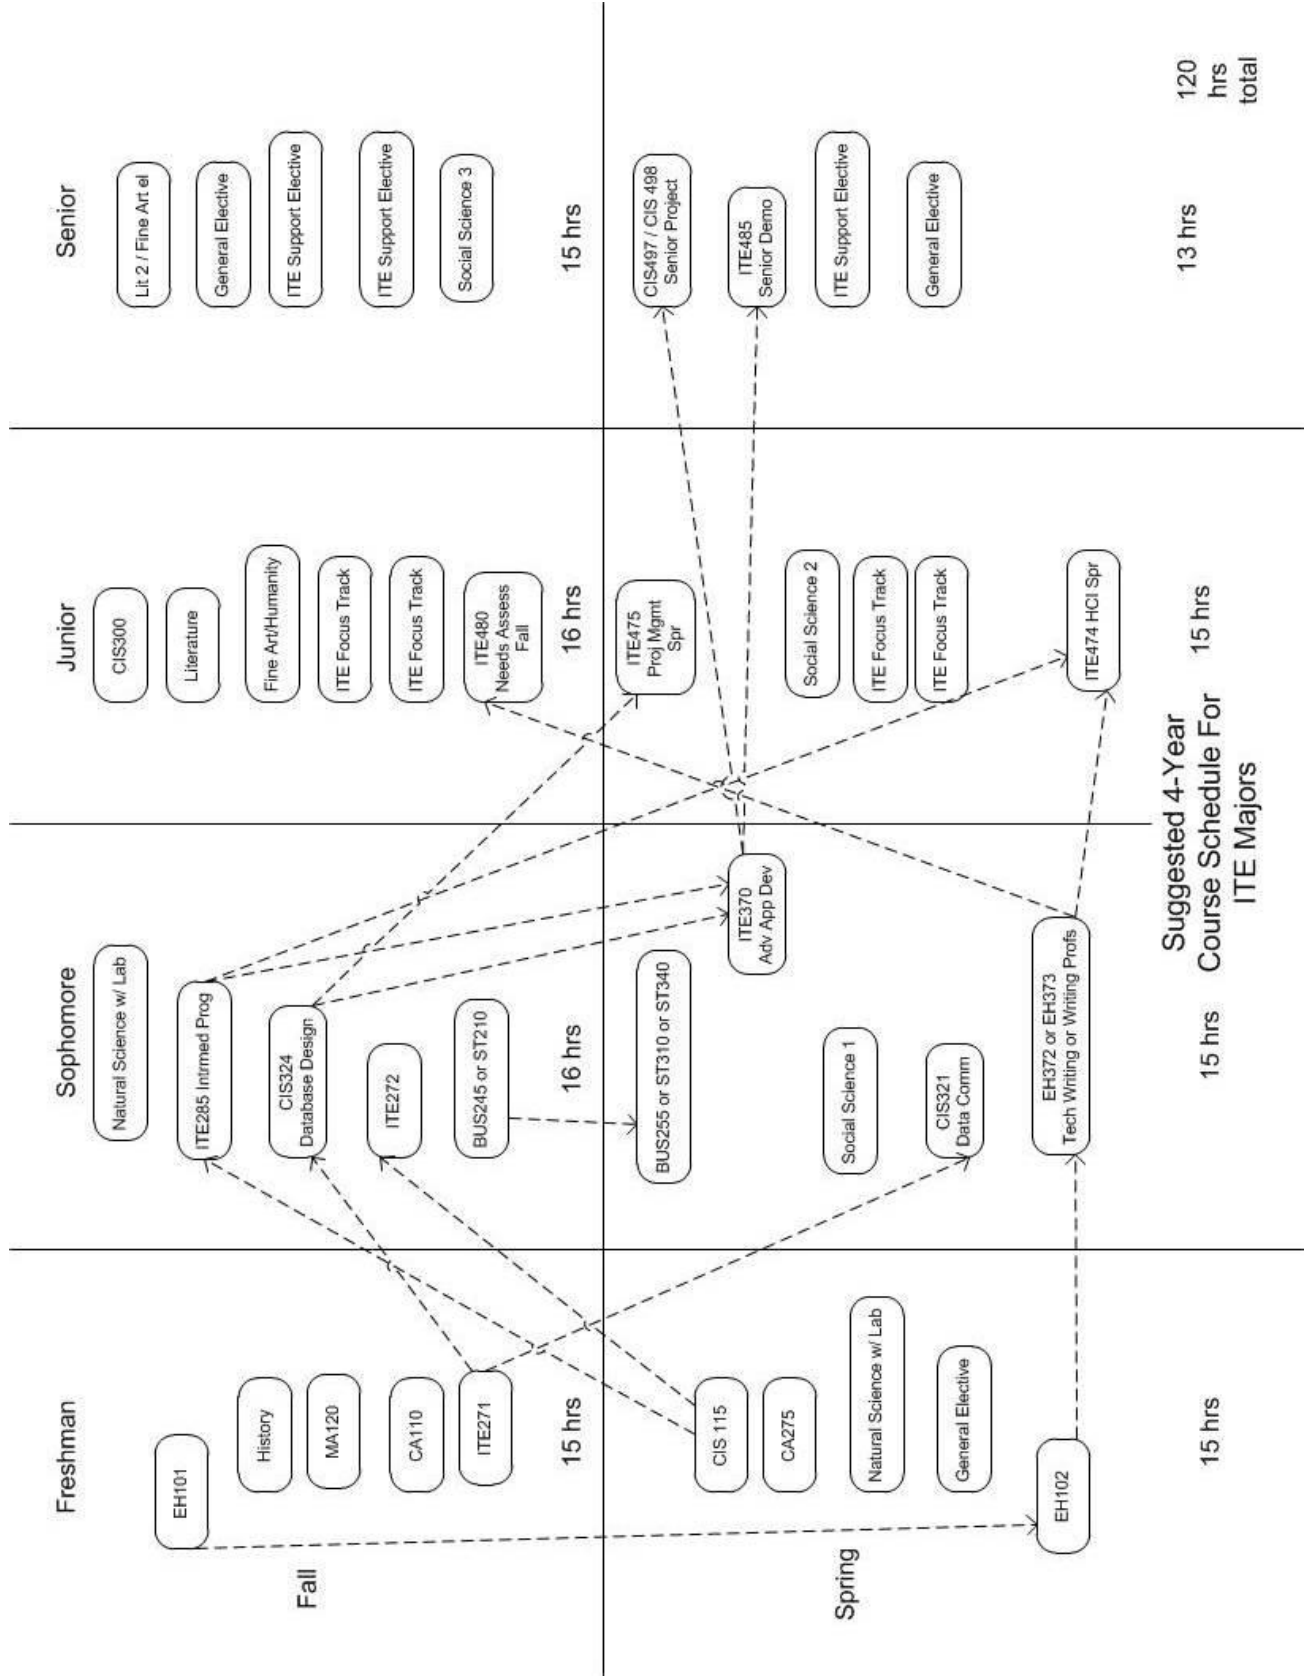 Freshman
Sophomore
Junior
Senior
Fall
EH101
History
MA120
CA110
ITE271
15 hrs
Natural Science w/ Lab
ITE285 Intrmed Prog
CIS324
Database Design
ITE272
BUS245 or ST210
16 hrs
CIS300
Literature
Fine Art/Humanity
ITE Focus Track
ITE Focus Track
ITE480
Needs Assess
Fall
16 hrs
Lit 2 / Fine Art el
General Elective
ITE Support Elective
ITE Support Elective
Social Science 3
15 hrs
Spring
CIS 115
CA275
Natural Science w/ Lab
General Elective
EH102
15 hrs
BUS255 or ST310 or ST340
ITE370
Adv App Dev
Social Science 1
CIS321
Data Comm
EH372 or EH373
Tech Writing or Writing Profs
15 hrs
ITE475
Proj Mgmt
Spr
Social Science 2
ITE Focus Track
ITE Focus Track
ITE474 HCI Spr
15 hrs
CIS497 / CIS 498
Senior Project
ITE485
Senior Demo
ITE Support Elective
General Elective
13 hrs
120
hrs
total
Suggested 4-Year
Course Schedule For
ITE Majors